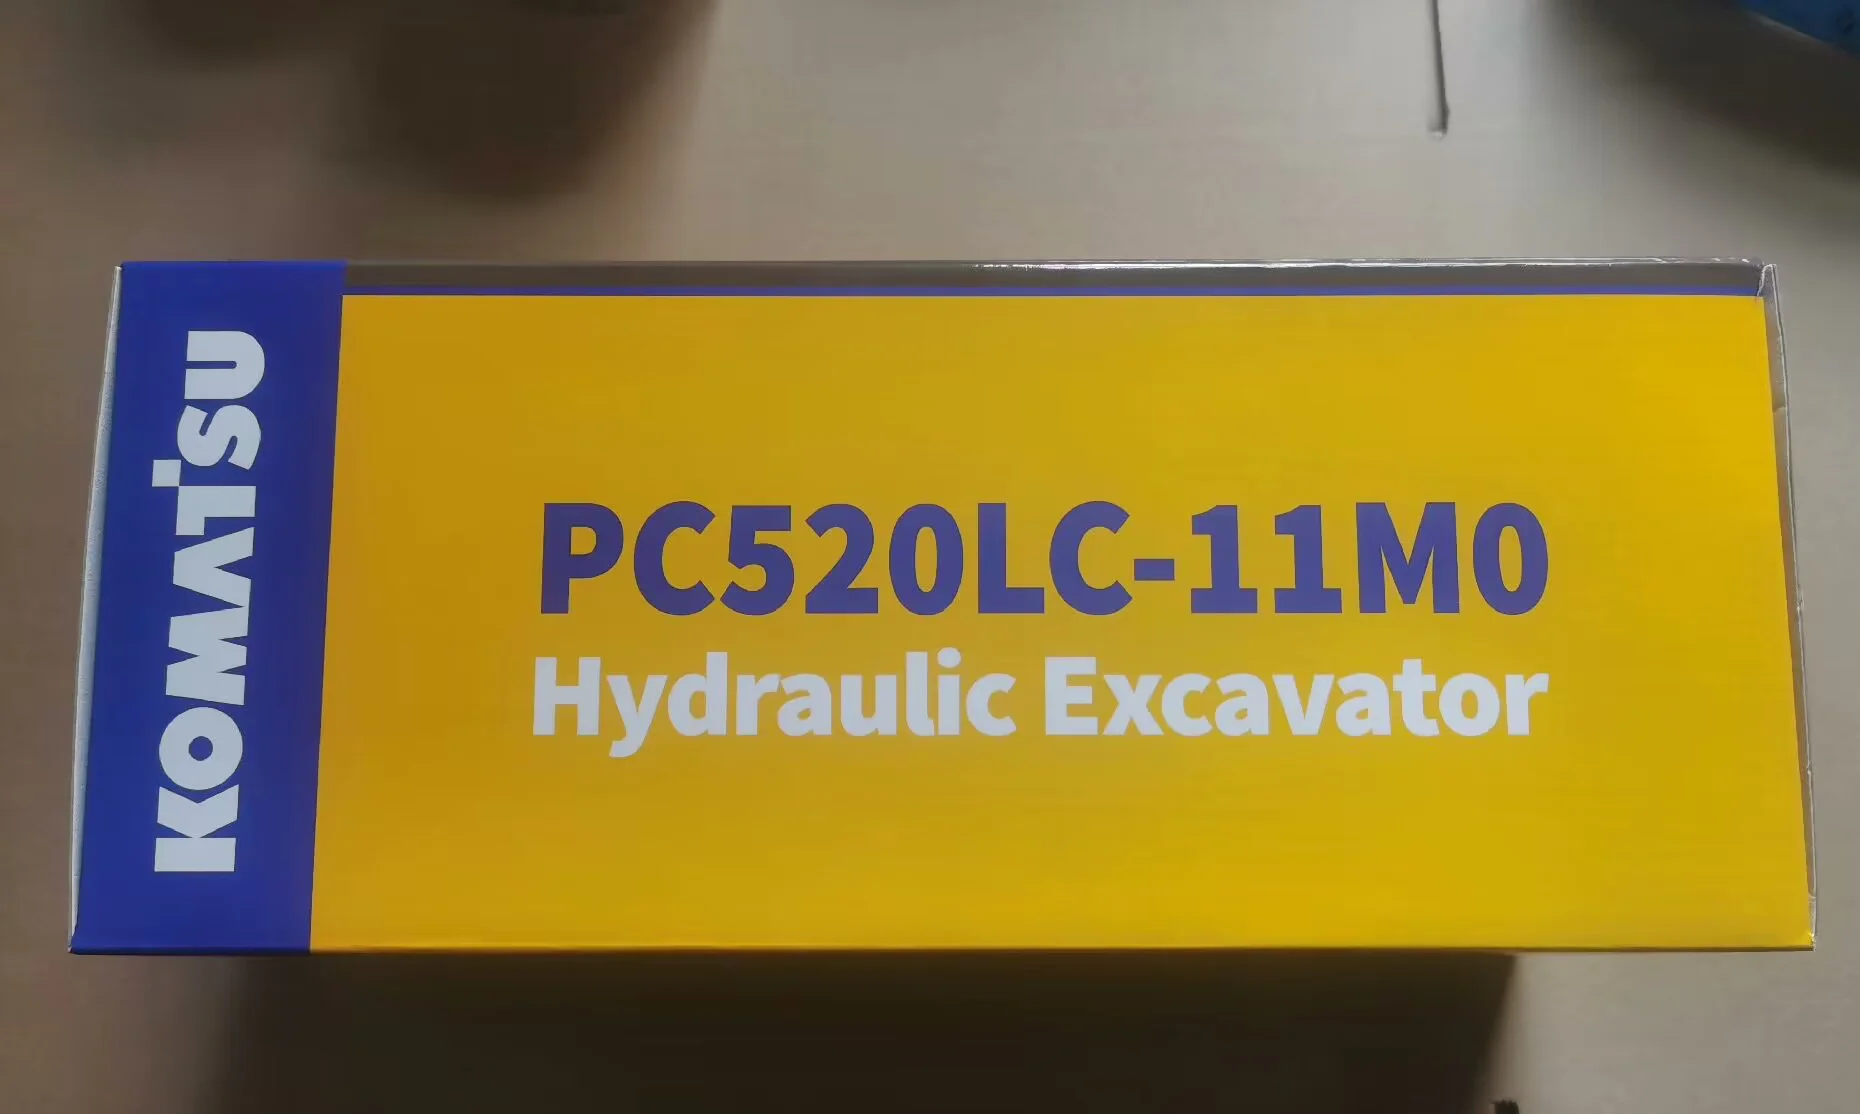 KOMATSU
PC520LC-11M0
Hydraulic Excavator